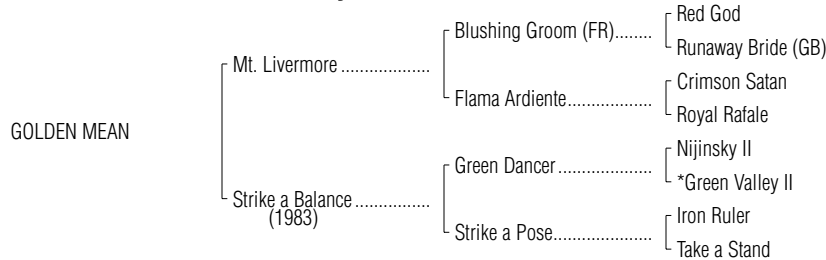 Red God
Blushing Groom (FR)........
Runaway Bride (GB)
Mt. Livermore ....................
Crimson Satan
Flama Ardiente..................
Royal Rafale
GOLDEN MEAN
Nijinsky II
Green Dancer.....................
*Green Valley II
Strike a Balance .................
(1983)
Iron Ruler
Strike a Pose......................
Take a Stand